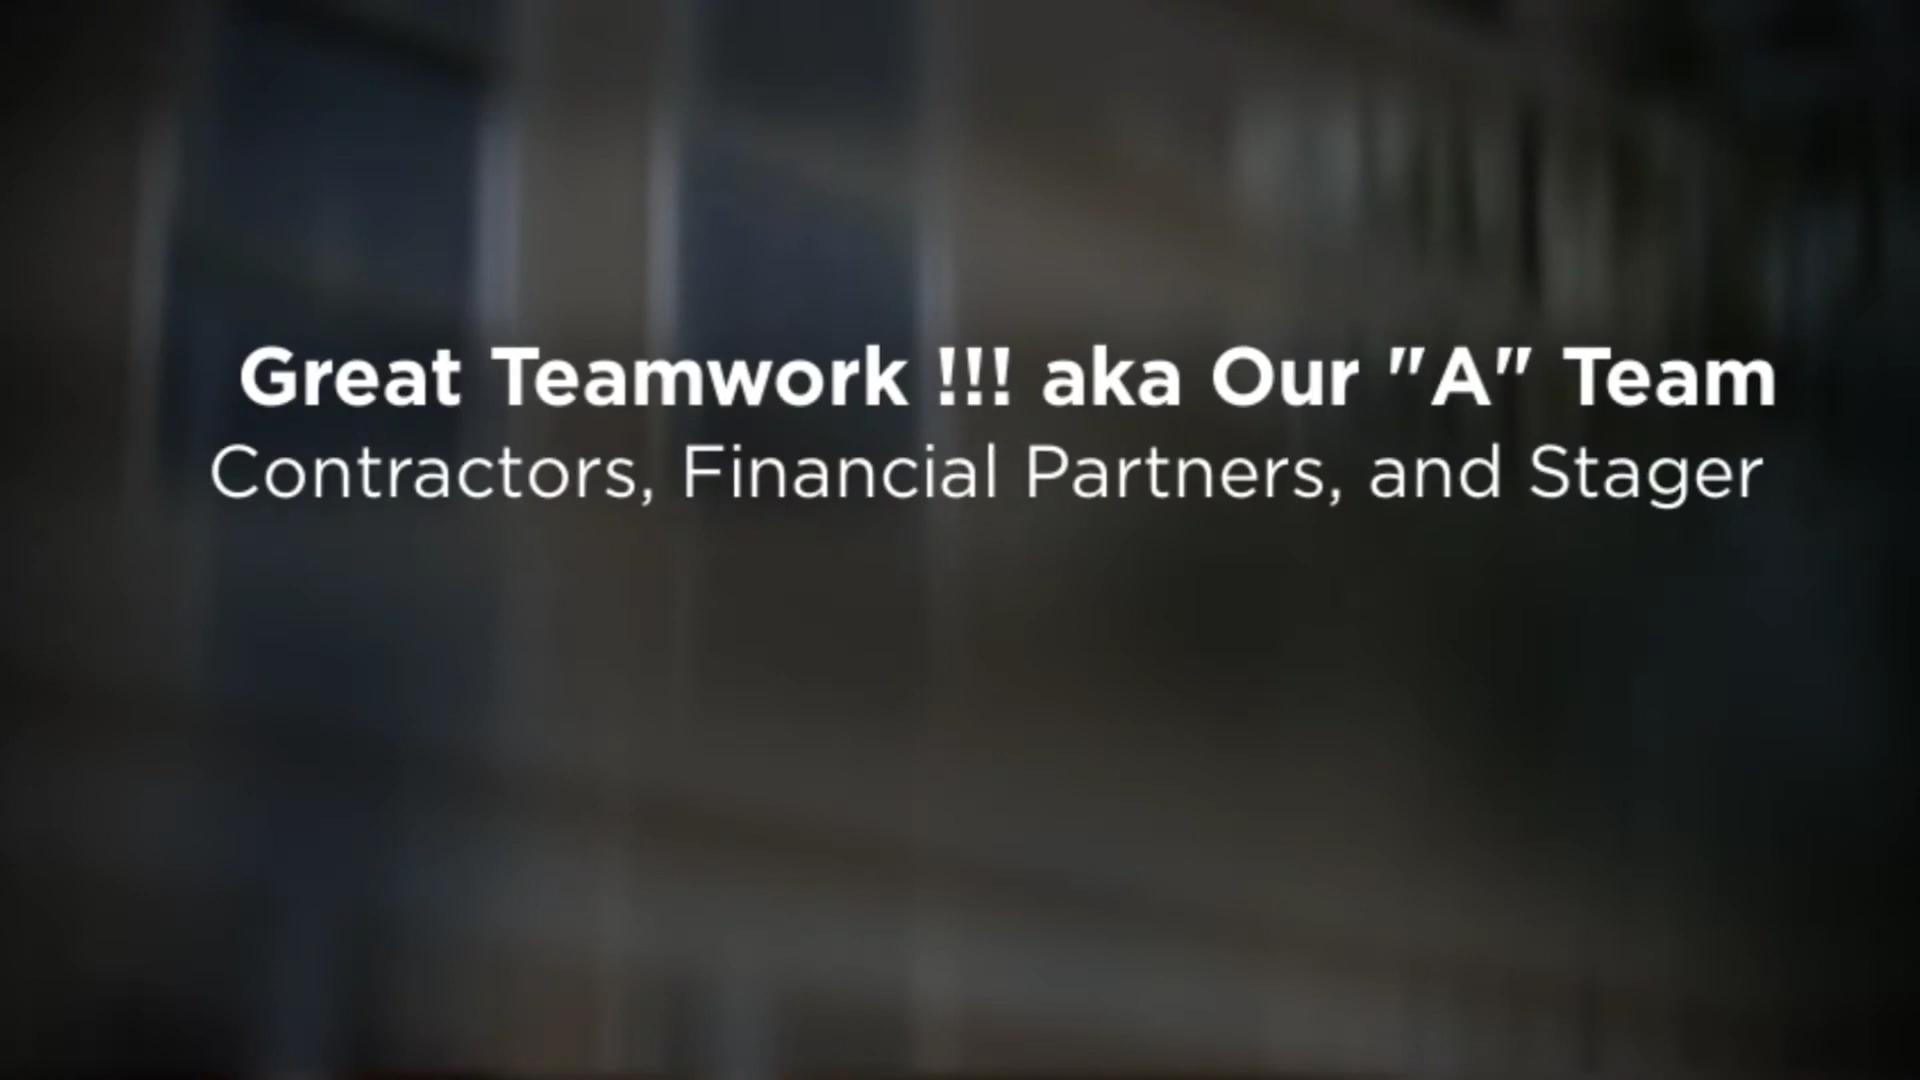 Great Teamwork !!! aka Our "A" Team
Contractors, Financial Partners, and Stager